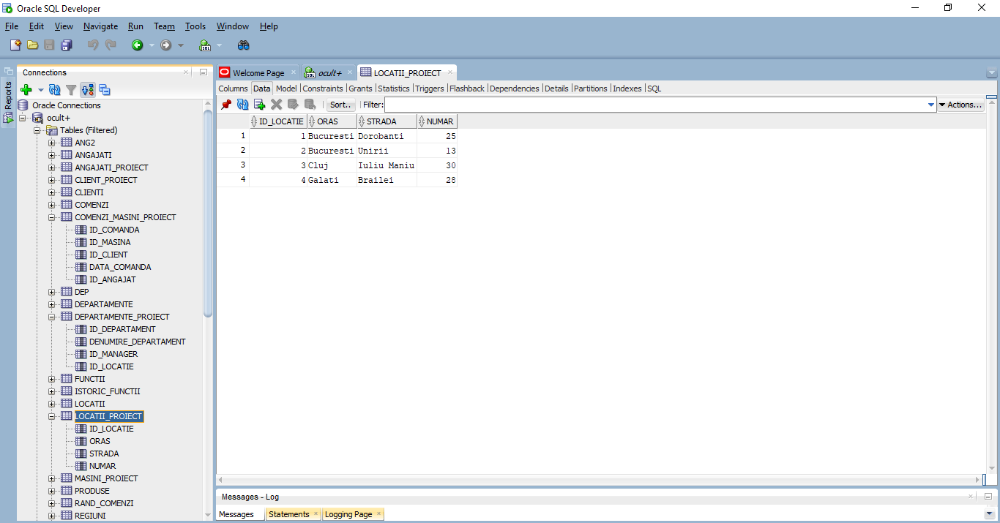 Oracle SQL Developer
File Edit View Navigate Run Team Tools Window Help
Reports
Connections
Oracle Connections
ocult+
Tables (Filtered)
ANG2
ANGAJATI
ANGAJATI_PROIECT
CLIENT_PROIECT
CLIENTI
COMENZI
COMENZI_MASINI_PROIECT
ID_COMANDA
ID_MASINA
ID_CLIENT
DATA_COMANDA
ID_ANGAJAT
DEP
DEPARTAMENTE
DEPARTAMENTE_PROIECT
ID_DEPARTAMENT
DENUMIRE_DEPARTAMENT
ID_MANAGER
ID_LOCATIE
FUNCTII
ISTORIC_FUNCTII
LOCATII
LOCATII_PROIECT
ID_LOCATIE
ORAS
STRADA
NUMAR
MASINI_PROIECT
PRODUSE
RAND_COMENZI
REGIUNI
Welcome Page ocult+ LOCATII_PROIECT
Columns Data Model Constraints Grants Statistics Triggers Flashback Dependencies Details Partitions Indexes SQL
Sort.. Filter: Actions...
ID_LOCATIE ORAS STRADA NUMAR
1 1 Bucuresti Dorobanti 25
2 2 Bucuresti Unirii 13
3 3 Cluj Iuliu Maniu 30
4 4 Galati Brailei 28
Messages - Log
Messages Statements Logging Page